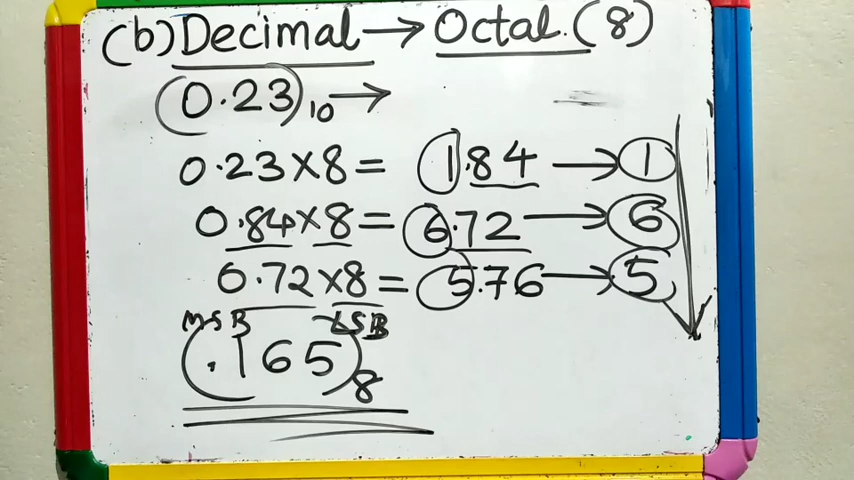 (b) Decimal → Octal. (8)
(0.23)₁₀ →
0.23×8 = 1.84 → 1
0.84×8 = 6.72 → 6
0.72×8 = 5.76 → 5
MSB LSB
(.165)₈